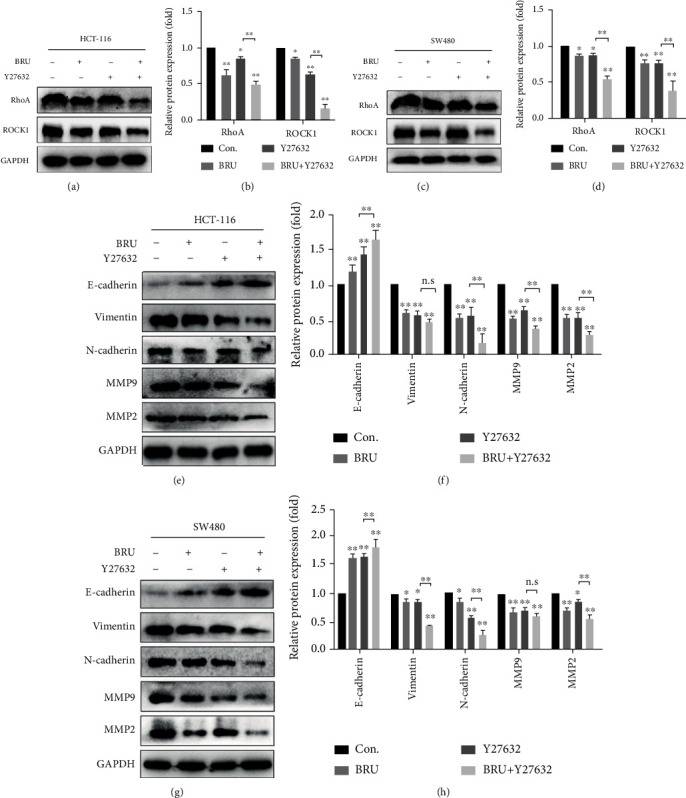 HCT-116
BRU – + – +
Y27632 – – + +
RhoA
ROCK1
GAPDH
(a)
Relative protein expression (fold)
1.5
1.0
0.5
0.0
** * ** **
* ** ** **
RhoA ROCK1
Con. Y27632
BRU BRU+Y27632
(b)
SW480
BRU – + – +
Y27632 – – + +
RhoA
ROCK1
GAPDH
(c)
Relative protein expression (fold)
1.5
1.0
0.5
0.0
* * ** **
** ** ** **
RhoA ROCK1
Con. Y27632
BRU BRU+Y27632
(d)
HCT-116
BRU – + – +
Y27632 – – + +
E-cadherin
Vimentin
N-cadherin
MMP9
MMP2
GAPDH
(e)
Relative protein expression (fold)
2.0
1.5
1.0
0.5
0.0
** ** ** **
** ** n.s **
** ** ** **
** ** ** **
** ** ** **
E-cadherin
Vimentin
N-cadherin
MMP9
MMP2
Con. Y27632
BRU BRU+Y27632
(f)
SW480
BRU – + – +
Y27632 – – + +
E-cadherin
Vimentin
N-cadherin
MMP9
MMP2
GAPDH
(g)
Relative protein expression (fold)
2.5
2.0
1.5
1.0
0.5
0.0
** ** ** **
* * ** **
* ** ** **
** ** n.s **
** * ** **
E-cadherin
Vimentin
N-cadherin
MMP9
MMP2
Con. Y27632
BRU BRU+Y27632
(h)